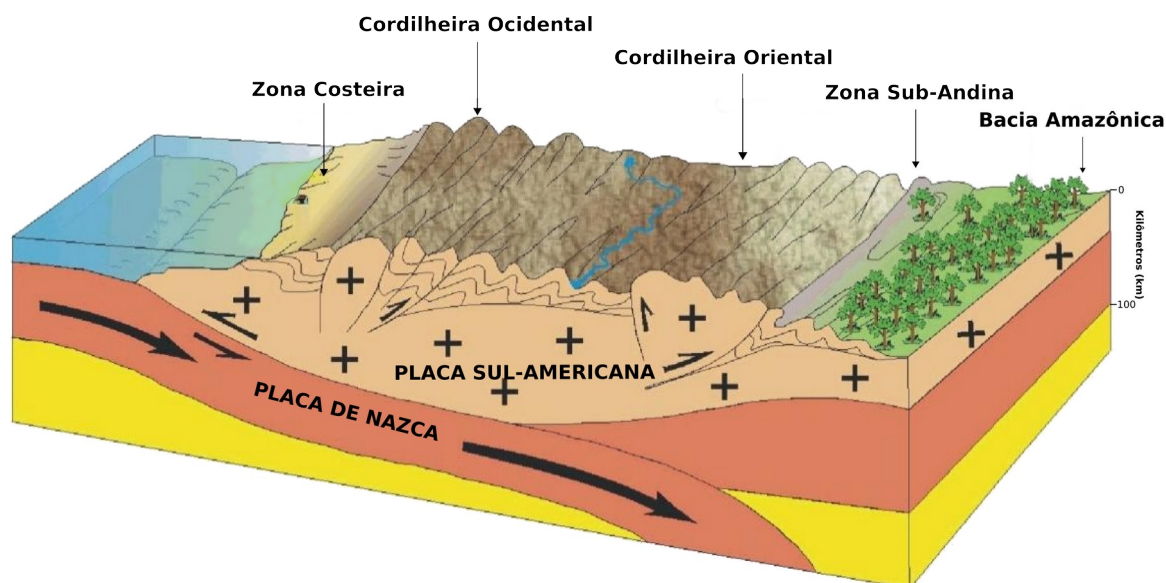 Cordilheira Ocidental
Cordilheira Oriental
Zona Costeira
Zona Sub-Andina
Bacia Amazônica
0
Kilômetros (km)
100
PLACA SUL-AMERICANA
PLACA DE NAZCA